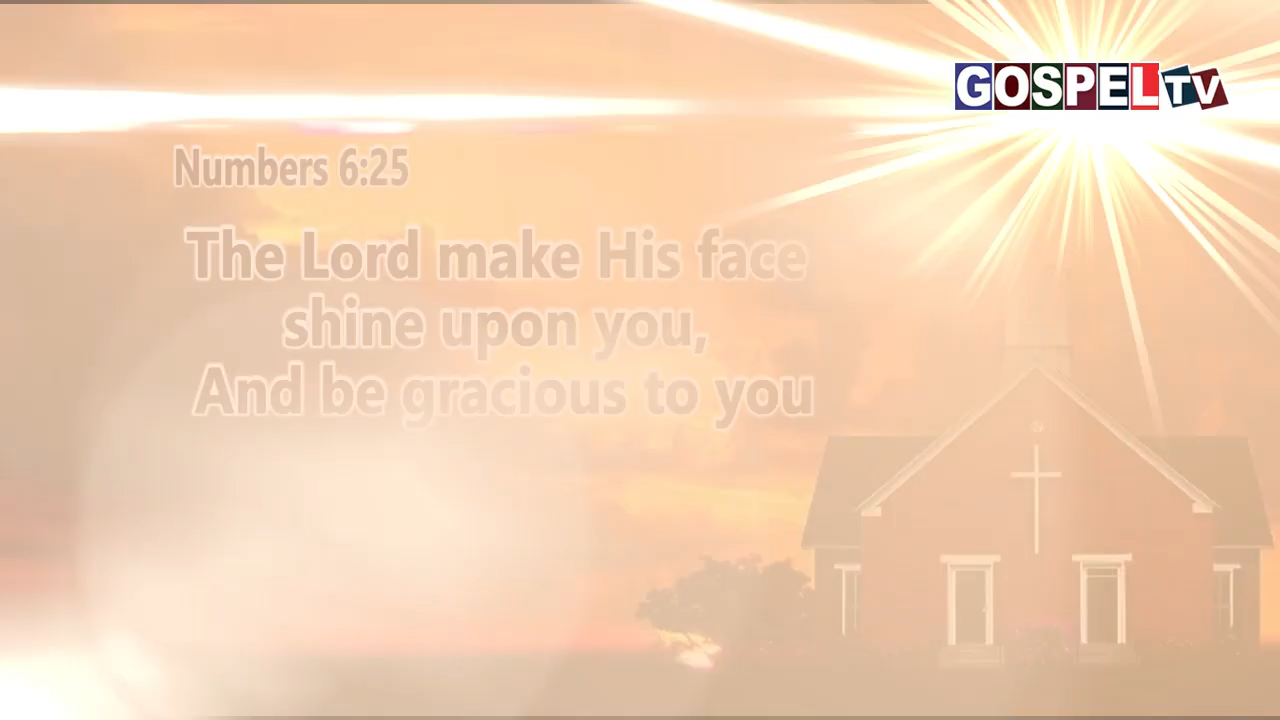 GOSPEL TV
Numbers 6:25
The Lord make His face
shine upon you,
And be gracious to you